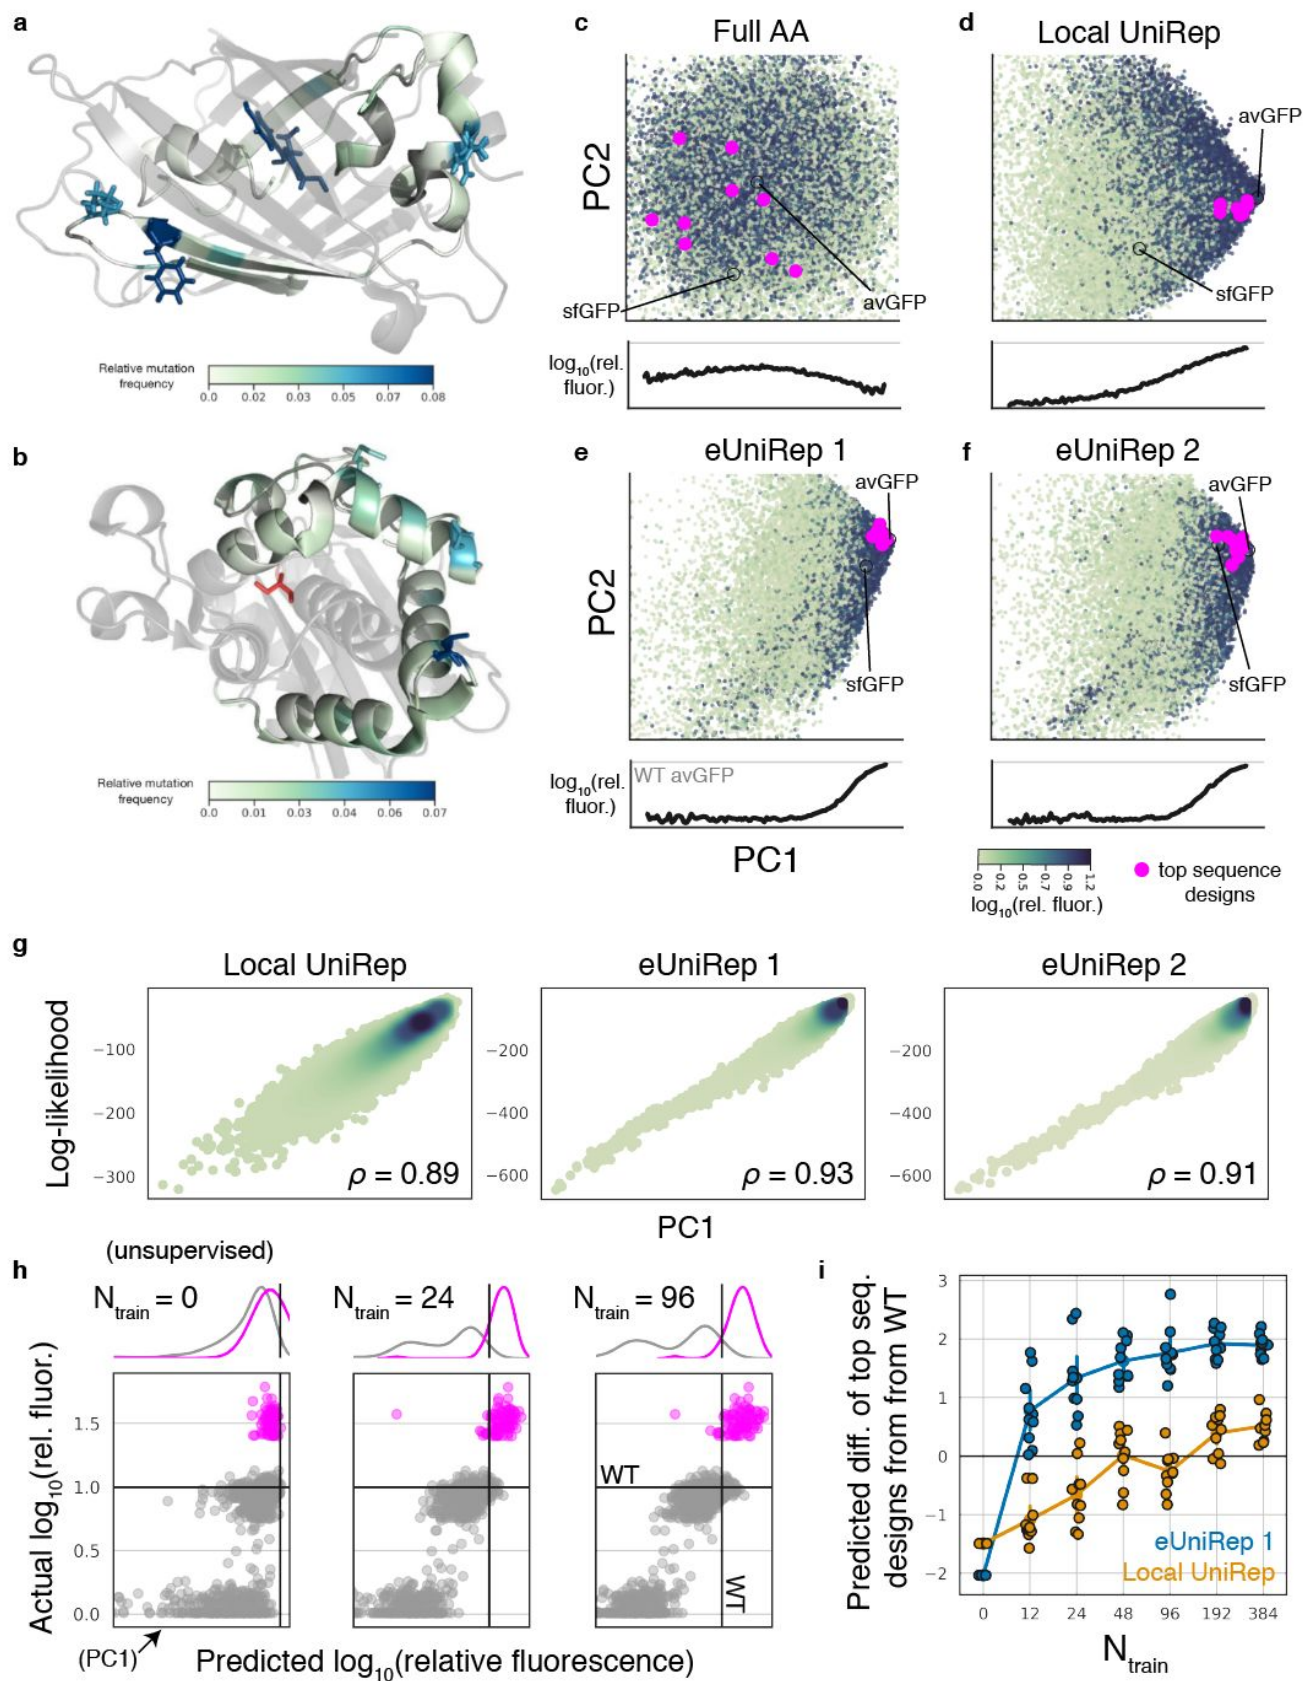 a
Relative mutation
frequency
0.0 0.02 0.03 0.05 0.07 0.08
b
Relative mutation
frequency
0.0 0.01 0.03 0.04 0.06 0.07
c
Full AA
PC2
sfGFP
avGFP
log10(rel.
fluor.)
d
Local UniRep
avGFP
sfGFP
e
eUniRep 1
avGFP
PC2
sfGFP
log10(rel.
fluor.)
WT avGFP
f
eUniRep 2
avGFP
sfGFP
PC1
0.0 0.2 0.5 0.7 0.9 1.2
log10(rel. fluor.)
top sequence
designs
g
Local UniRep
eUniRep 1
eUniRep 2
Log-likelihood
−100
−200
−300
ρ = 0.89
−200
−400
−600
ρ = 0.93
−200
−400
−600
ρ = 0.91
PC1
(unsupervised)
h
Ntrain = 0
Ntrain = 24
Ntrain = 96
Actual log10(rel. fluor.)
1.5
1.0
0.5
0.0
WT
WT
(PC1)
Predicted log10(relative fluorescence)
i
Predicted diff. of top seq.
designs from from WT
3
2
1
0
−1
−2
eUniRep 1
Local UniRep
0 12 24 48 96 192 384
Ntrain